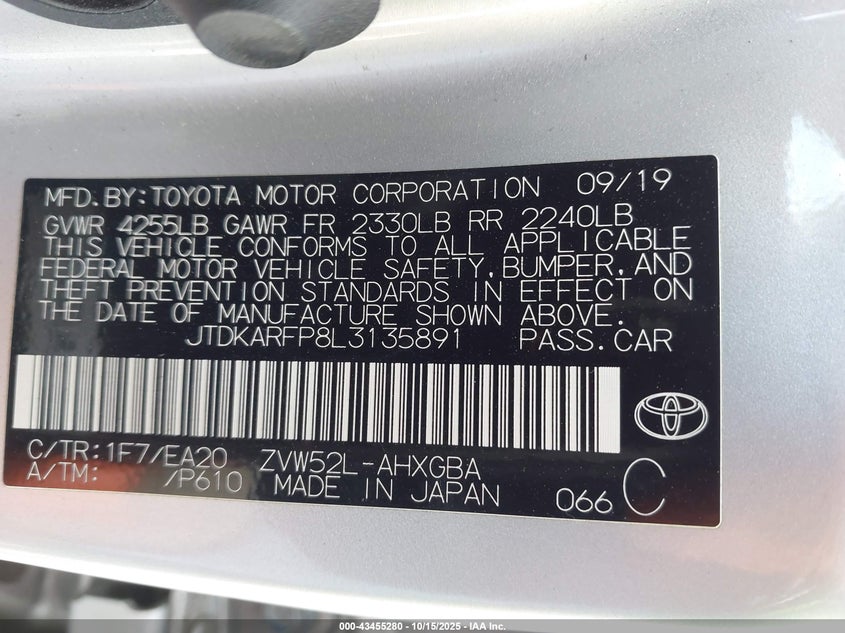 MFD.BY:TOYOTA MOTOR CORPORATION 09/19
GVWR 4255LB GAWR FR 2330LB RR 2240LB
THIS VEHICLE CONFORMS TO ALL APPLICABLE
FEDERAL MOTOR VEHICLE SAFETY,BUMPER,AND
THEFT PREVENTION STANDARDS IN EFFECT ON
THE DATE OF MANUFACTURE SHOWN ABOVE.
JTDKARFP8L3135891 PASS.CAR
C/TR:1F7/EA20 ZVW52L-AHXGBA
A/TM: /P610 MADE IN JAPAN 066 C
000-43455280 - 10/15/2025 - IAA Inc.